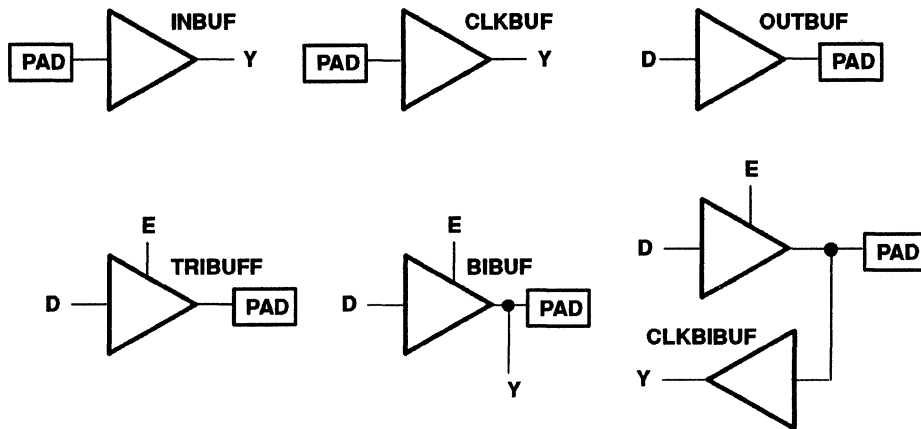 INBUF
PAD
Y
CLKBUF
PAD
Y
OUTBUF
D
PAD
E
TRIBUFF
D
PAD
E
BIBUF
D
PAD
Y
E
D
PAD
CLKBIBUF
Y